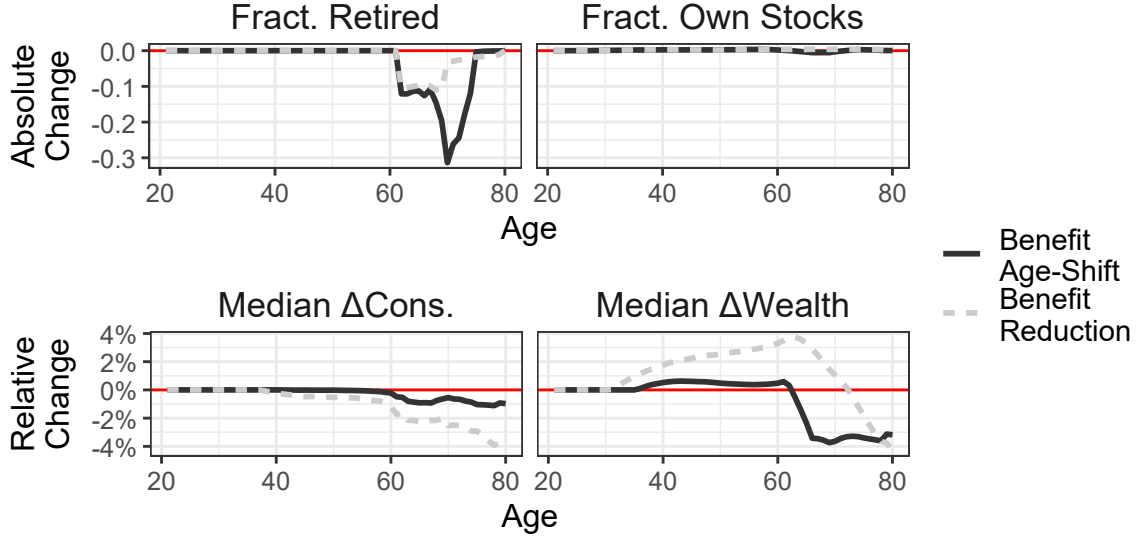 Fract. Retired
Fract. Own Stocks
Absolute
Change
0.0
-0.1
-0.2
-0.3
20 40 60 80
20 40 60 80
Age
Benefit
Age-Shift
Benefit
Reduction
Median ΔCons.
Median ΔWealth
Relative
Change
4%
2%
0%
-2%
-4%
20 40 60 80
20 40 60 80
Age